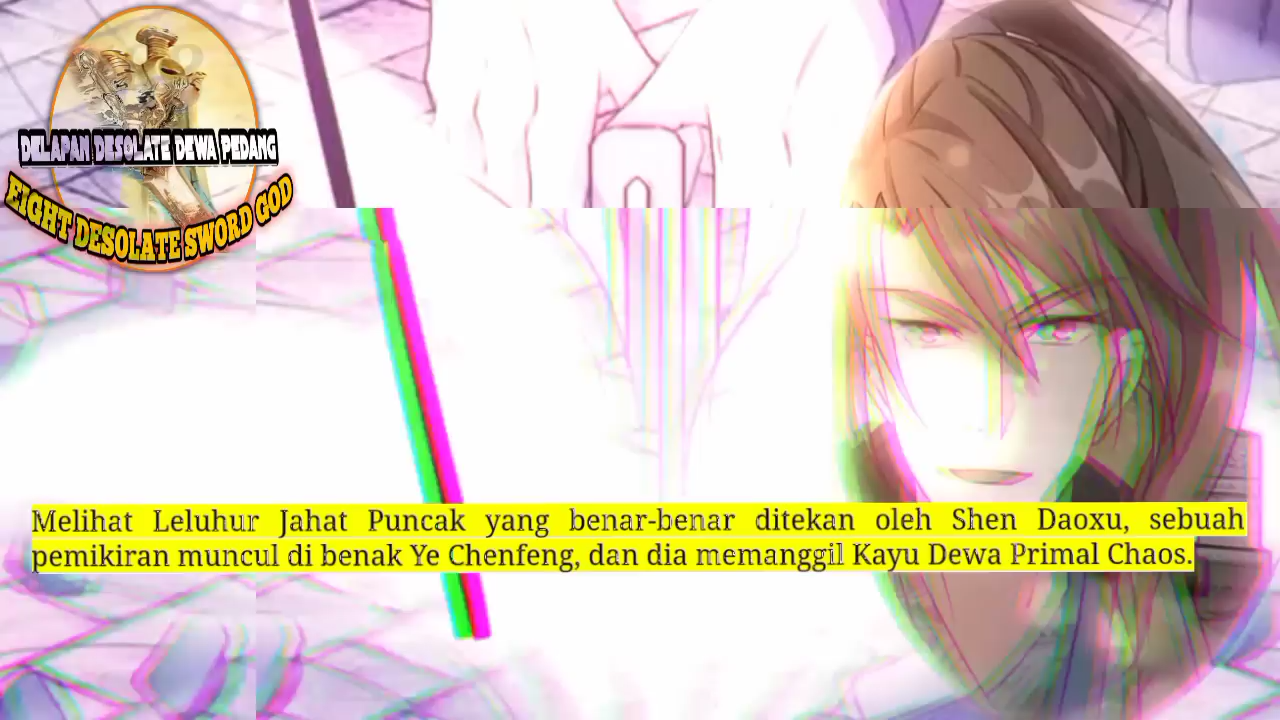 DELAPAN DESOLATE DEWA PEDANG
EIGHT DESOLATE SWORD GOD
Melihat Leluhur Jahat Puncak yang benar-benar ditekan oleh Shen Daoxu, sebuah
pemikiran muncul di benak Ye Chenfeng, dan dia memanggil Kayu Dewa Primal Chaos.